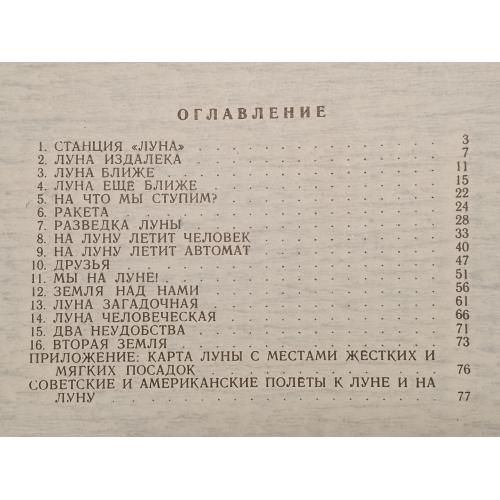 ОГЛАВЛЕНИЕ
1. СТАНЦИЯ «ЛУНА» . . . . . . . . . . . 3
2. ЛУНА ИЗДАЛЕКА . . . . . . . . . . . 7
3. ЛУНА БЛИЖЕ . . . . . . . . . . . 11
4. ЛУНА ЕЩЕ БЛИЖЕ . . . . . . . . . . . 15
5. НА ЧТО МЫ СТУПИМ? . . . . . . . . . . 22
6. РАКЕТА . . . . . . . . . . . 24
7. РАЗВЕДКА ЛУНЫ . . . . . . . . . . . 28
8. НА ЛУНУ ЛЕТИТ ЧЕЛОВЕК . . . . . . . . 33
9. НА ЛУНУ ЛЕТИТ АВТОМАТ . . . . . . . . 40
10. ДРУЗЬЯ . . . . . . . . . . . 47
11. МЫ НА ЛУНЕ! . . . . . . . . . . . 51
12. ЗЕМЛЯ НАД НАМИ . . . . . . . . . . 56
13. ЛУНА ЗАГАДОЧНАЯ . . . . . . . . . . 61
14. ЛУНА ЧЕЛОВЕЧЕСКАЯ . . . . . . . . . 66
15. ДВА НЕУДОБСТВА . . . . . . . . . . 71
16. ВТОРАЯ ЗЕМЛЯ . . . . . . . . . . . 73
ПРИЛОЖЕНИЕ: КАРТА ЛУНЫ С МЕСТАМИ ЖЕСТКИХ И
МЯГКИХ ПОСАДОК . . . . . . . . . . 76
СОВЕТСКИЕ И АМЕРИКАНСКИЕ ПОЛЁТЫ К ЛУНЕ И НА
ЛУНУ . . . . . . . . . . . 77